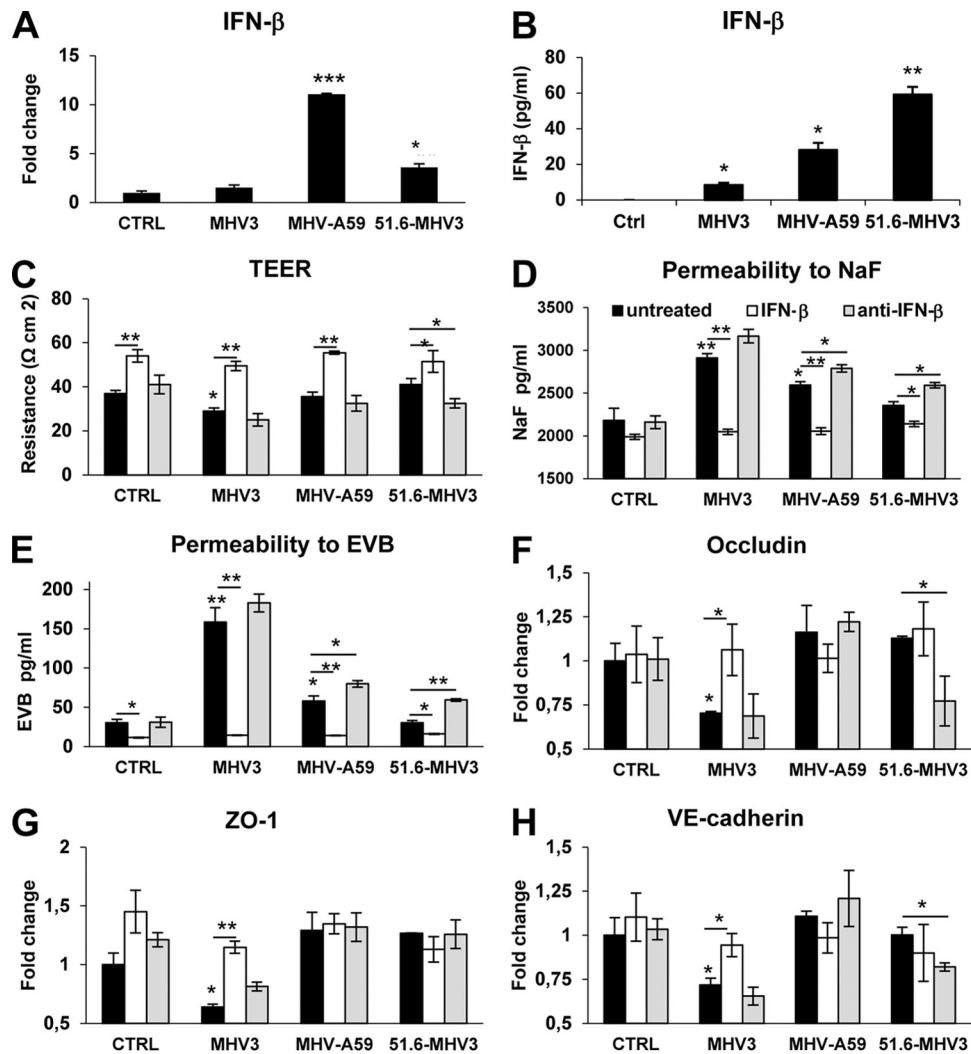 A
IFN-β
Fold change
15
10
5
0
***
*
CTRL MHV3 MHV-A59 51.6-MHV3
B
IFN-β
IFN-β (pg/ml)
80
60
40
20
0
*
*
**
Ctrl MHV3 MHV-A59 51.6-MHV3
C
TEER
Resistance (Ω cm 2)
80
60
40
20
0
**
**
*
**
*
*
CTRL MHV3 MHV-A59 51.6-MHV3
D
Permeability to NaF
untreated IFN-β anti-IFN-β
NaF pg/ml
3500
3000
2500
2000
1500
**
**
*
* **
*
*
CTRL MHV3 MHV-A59 51.6-MHV3
E
Permeability to EVB
EVB pg/ml
200
150
100
50
0
*
**
**
*
* **
**
*
CTRL MHV3 MHV-A59 51.6-MHV3
F
Occludin
Fold change
1,5
1,25
1
0,75
0,5
*
*
*
CTRL MHV3 MHV-A59 51.6-MHV3
G
ZO-1
Fold change
2
1,5
1
0,5
**
*
CTRL MHV3 MHV-A59 51.6-MHV3
H
VE-cadherin
Fold change
1,5
1,25
1
0,75
0,5
*
*
*
CTRL MHV3 MHV-A59 51.6-MHV3